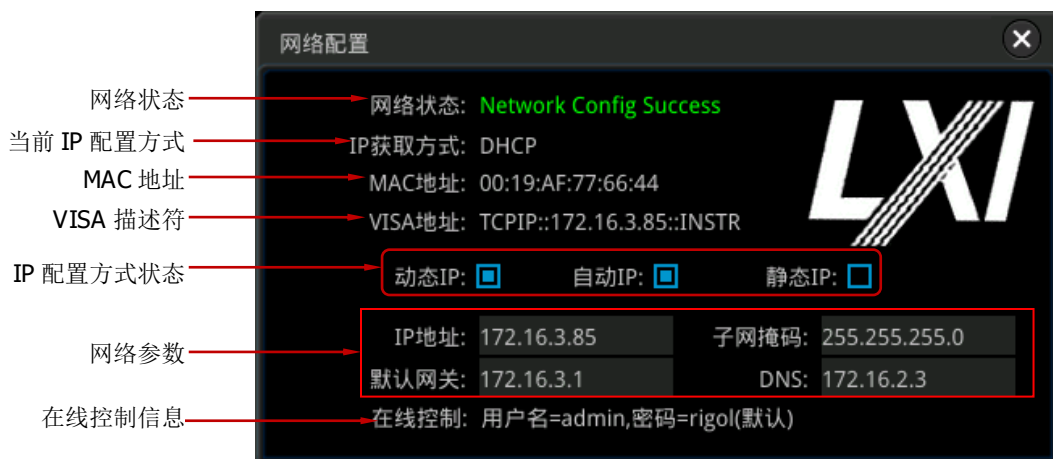 网络配置
网络状态
网络状态: Network Config Success
当前 IP 配置方式
IP获取方式: DHCP
MAC 地址
MAC地址: 00:19:AF:77:66:44
VISA 描述符
VISA地址: TCPIP::172.16.3.85::INSTR
LXI
IP 配置方式状态
动态IP: 自动IP: 静态IP:
网络参数
IP地址: 172.16.3.85 子网掩码: 255.255.255.0
默认网关: 172.16.3.1 DNS: 172.16.2.3
在线控制信息
在线控制: 用户名=admin,密码=rigol(默认)